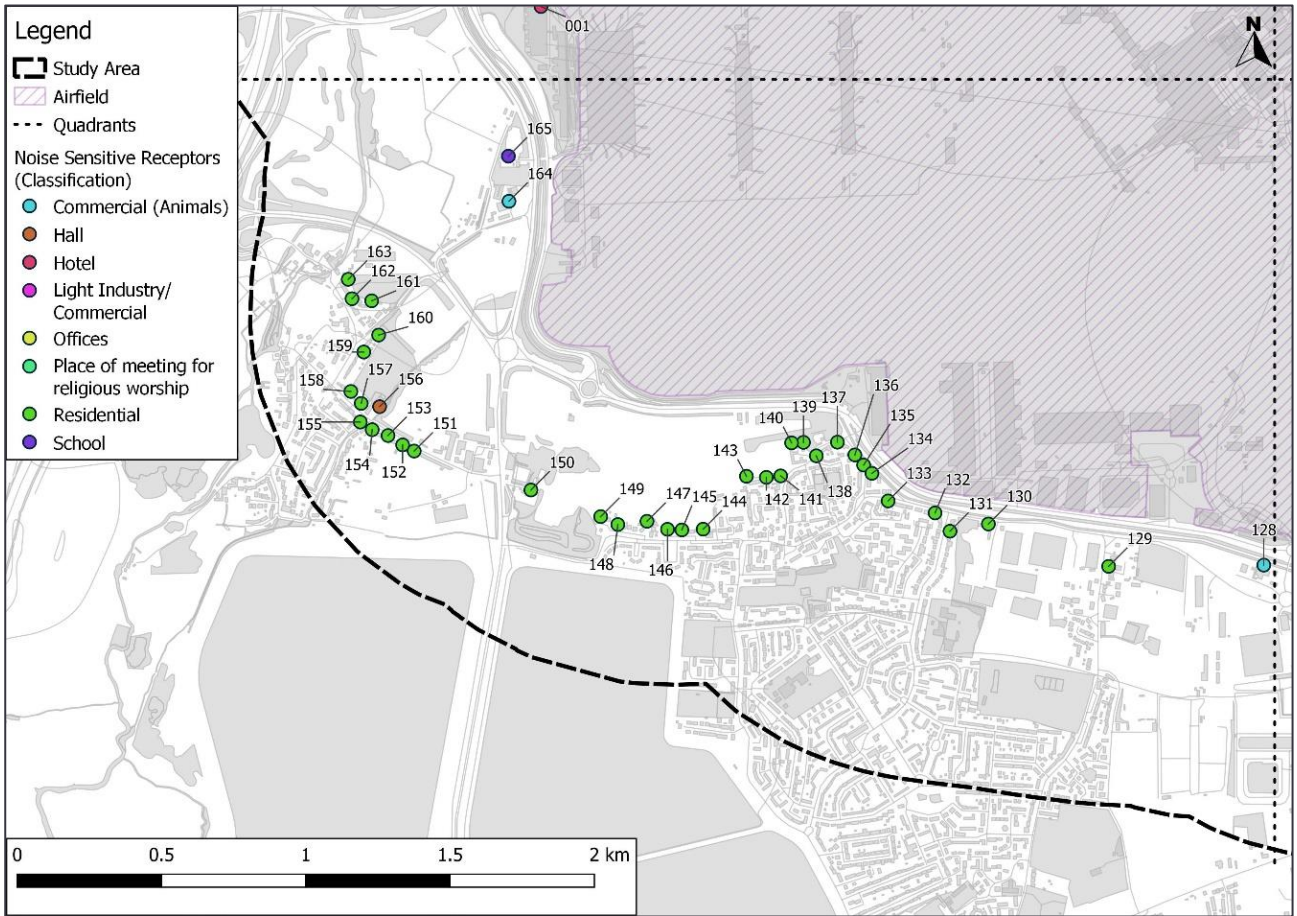 Legend
Study Area
Airfield
Quadrants
Noise Sensitive Receptors
(Classification)
Commercial (Animals)
Hall
Hotel
Light Industry/
Commercial
Offices
Place of meeting for
religious worship
Residential
School
N
001
165
164
163
162
161
160
159
158
157
156
155
153
151
154
152
150
149
148
147
145
144
146
143
142
141
140
139
137
138
136
135
134
133
132
131
130
129
128
0 0.5 1 1.5 2 km